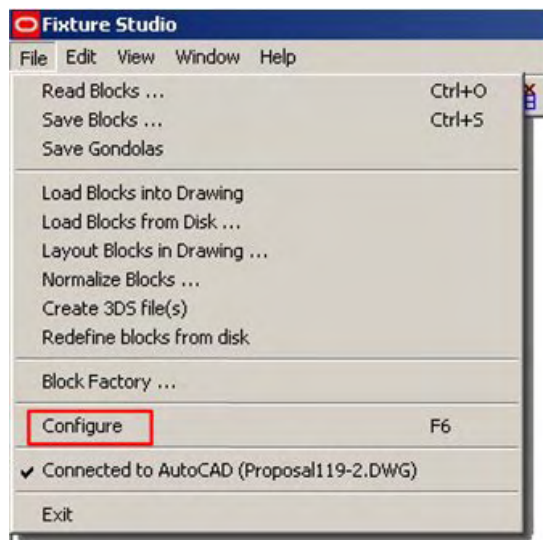 Fixture Studio
File Edit View Window Help
Read Blocks ... Ctrl+O
Save Blocks ... Ctrl+S
Save Gondolas
Load Blocks into Drawing
Load Blocks from Disk ...
Layout Blocks in Drawing ...
Normalize Blocks ...
Create 3DS file(s)
Redefine blocks from disk
Block Factory ...
Configure F6
Connected to AutoCAD (Proposal119-2.DWG)
Exit